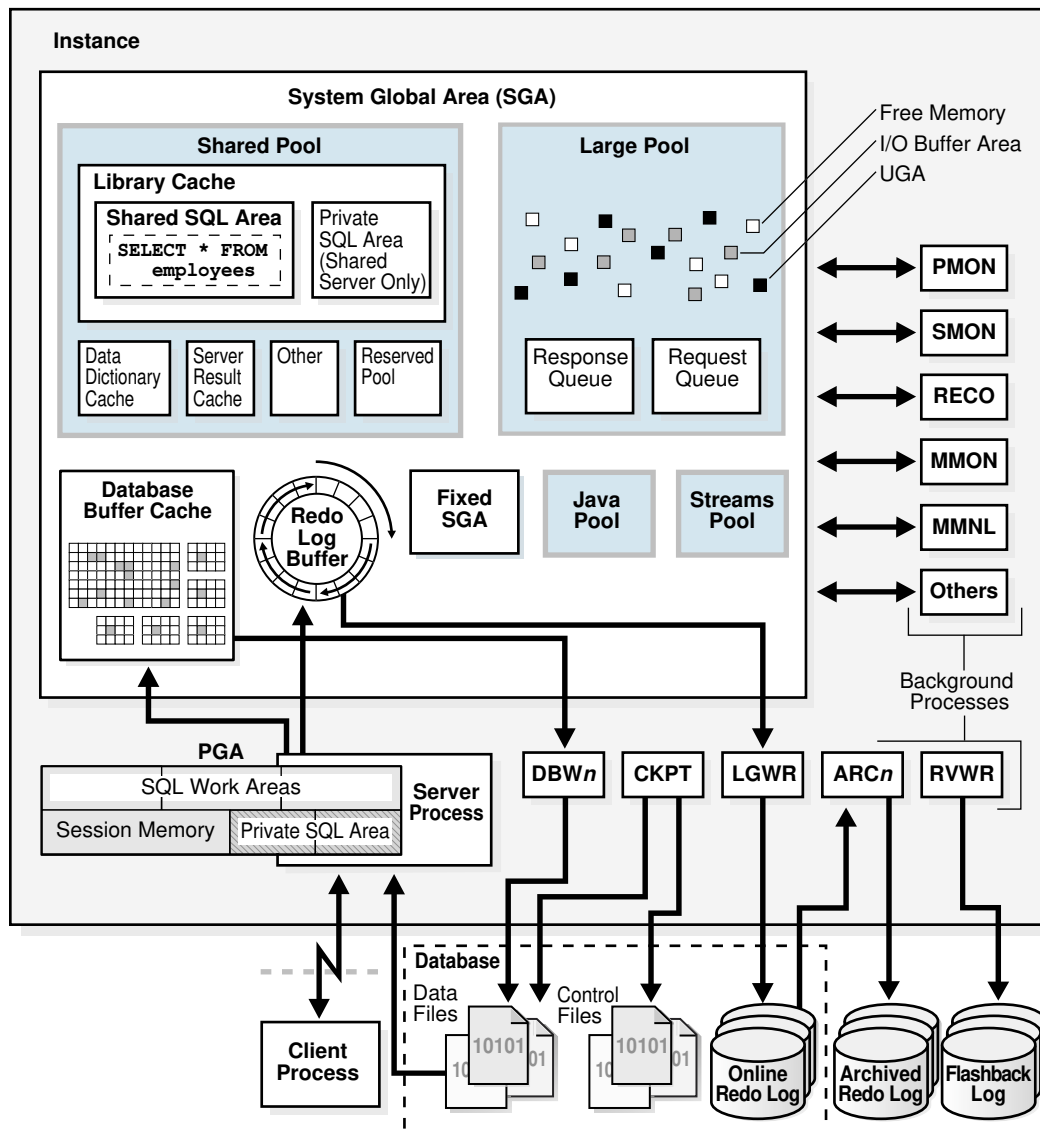 Instance
System Global Area (SGA)
Shared Pool
Library Cache
Shared SQL Area
SELECT * FROM
employees
Private
SQL Area
(Shared
Server Only)
Data
Dictionary
Cache
Server
Result
Cache
Other
Reserved
Pool
Large Pool
Response
Queue
Request
Queue
Free Memory
I/O Buffer Area
UGA
Database
Buffer Cache
Redo
Log
Buffer
Fixed
SGA
Java
Pool
Streams
Pool
PMON
SMON
RECO
MMON
MMNL
Others
Background
Processes
PGA
SQL Work Areas
Session Memory
Private SQL Area
Server
Process
DBWn
CKPT
LGWR
ARCn
RVWR
Client
Process
Database
Data
Files
10
10101
01
Control
Files
10
10101
01
Online
Redo Log
Archived
Redo Log
Flashback
Log